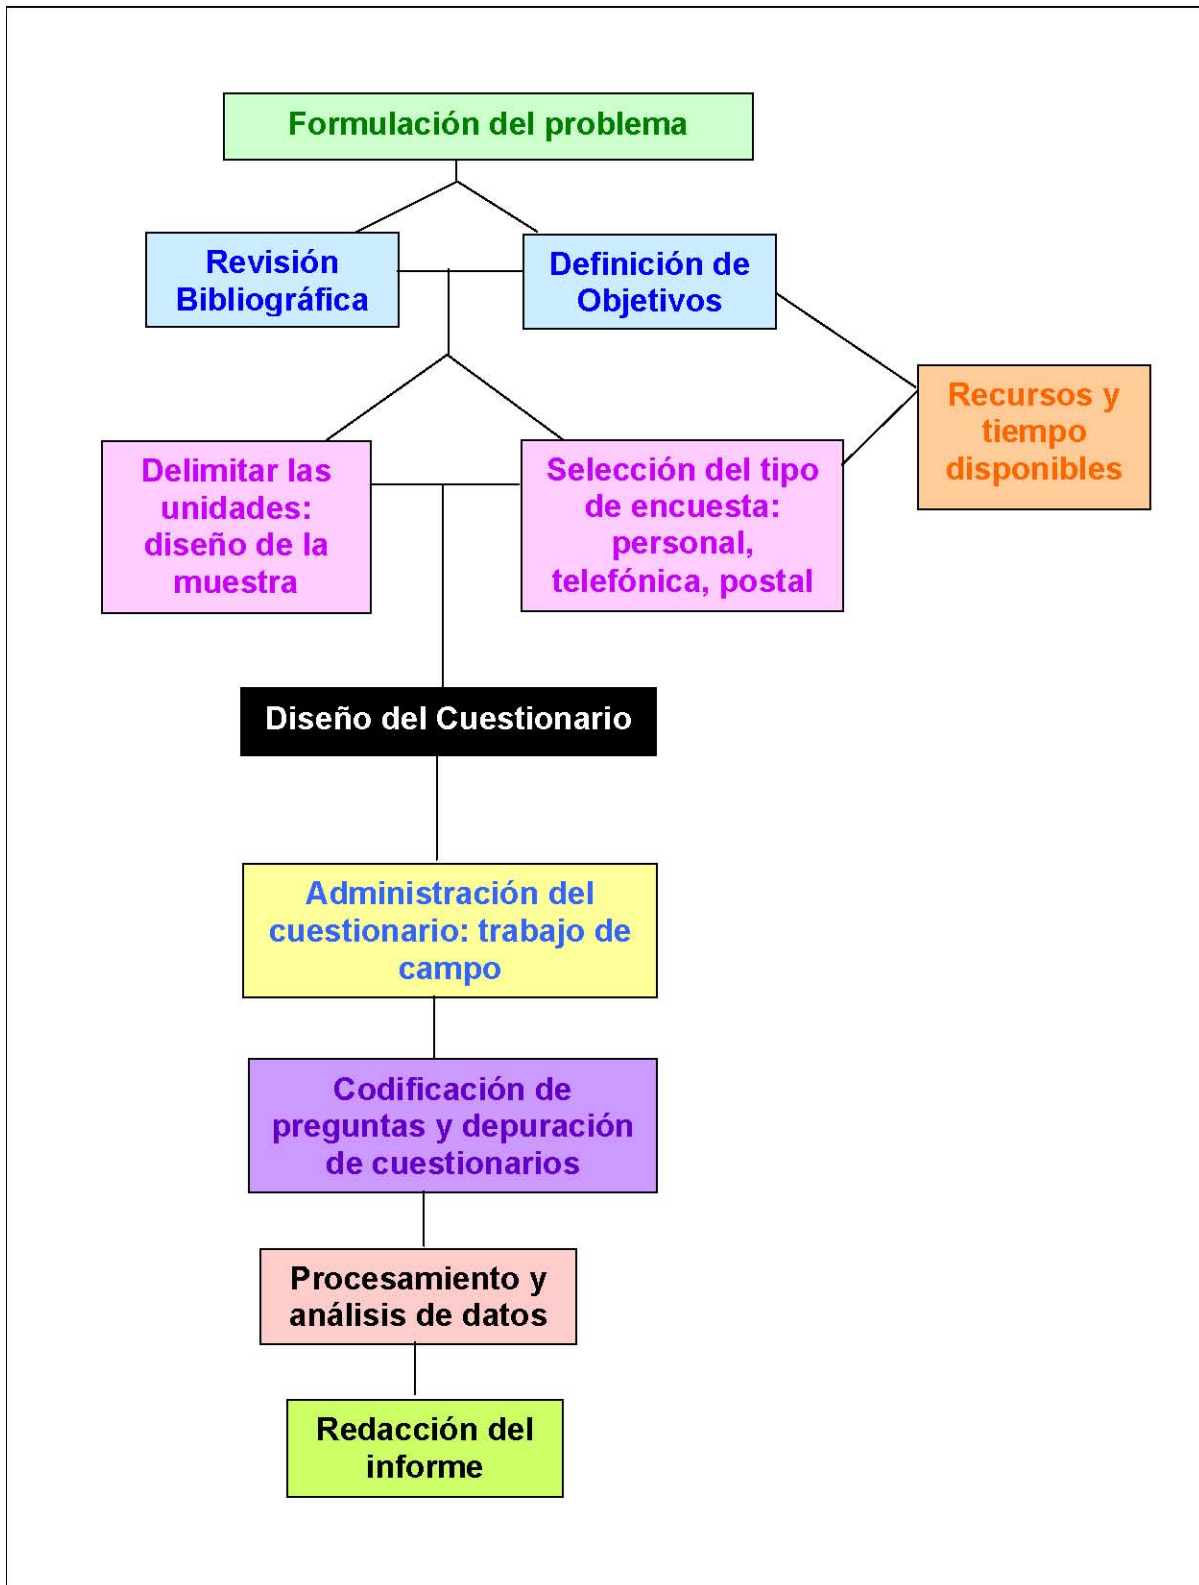 Formulación del problema
Revisión
Bibliográfica
Definición de
Objetivos
Recursos y
tiempo
disponibles
Delimitar las
unidades:
diseño de la
muestra
Selección del tipo
de encuesta:
personal,
telefónica, postal
Diseño del Cuestionario
Administración del
cuestionario: trabajo de
campo
Codificación de
preguntas y depuración
de cuestionarios
Procesamiento y
análisis de datos
Redacción del
informe